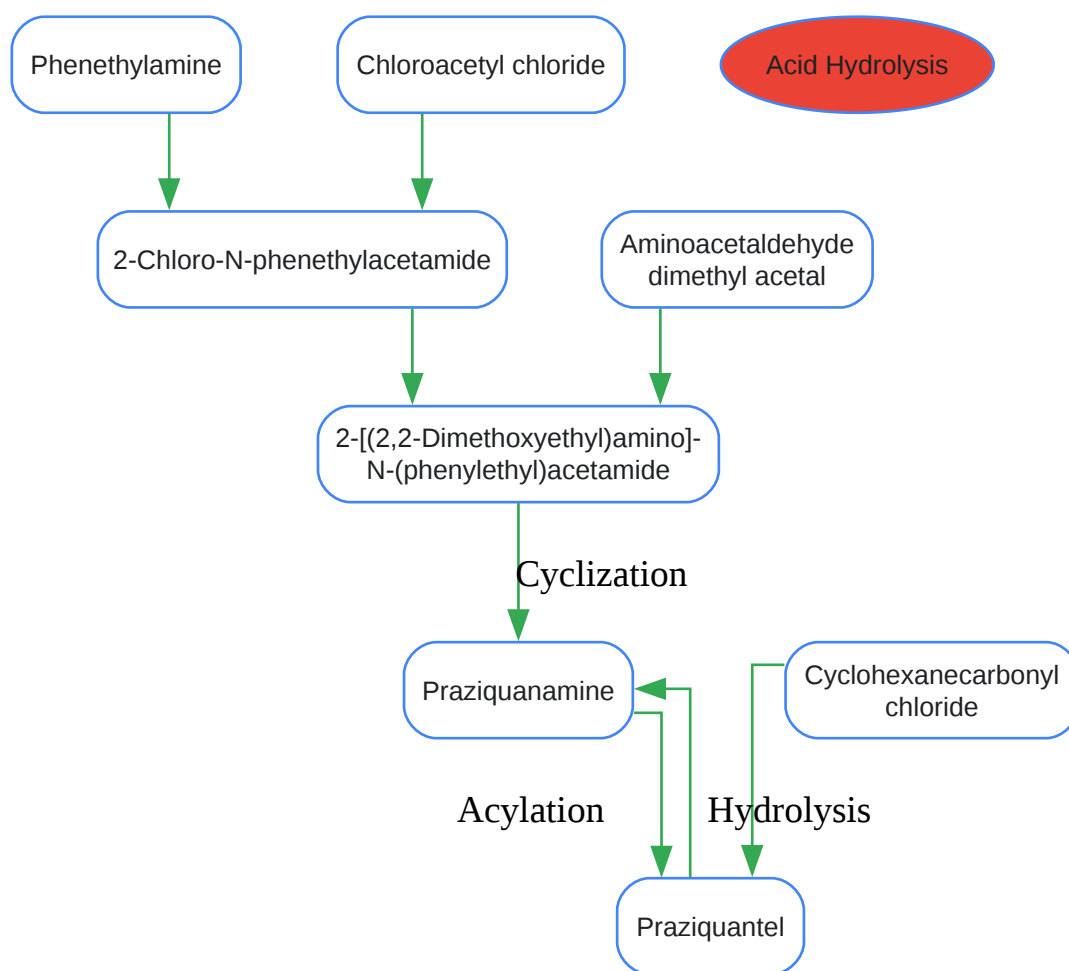 Phenethylamine
Chloroacetyl chloride
Acid Hydrolysis
2-Chloro-N-phenethylacetamide
Aminoacetaldehyde
dimethyl acetal
2-[(2,2-Dimethoxyethyl)amino]-
N-(phenylethyl)acetamide
Cyclization
Praziquanamine
Cyclohexanecarbonyl
chloride
Acylation
Hydrolysis
Praziquantel